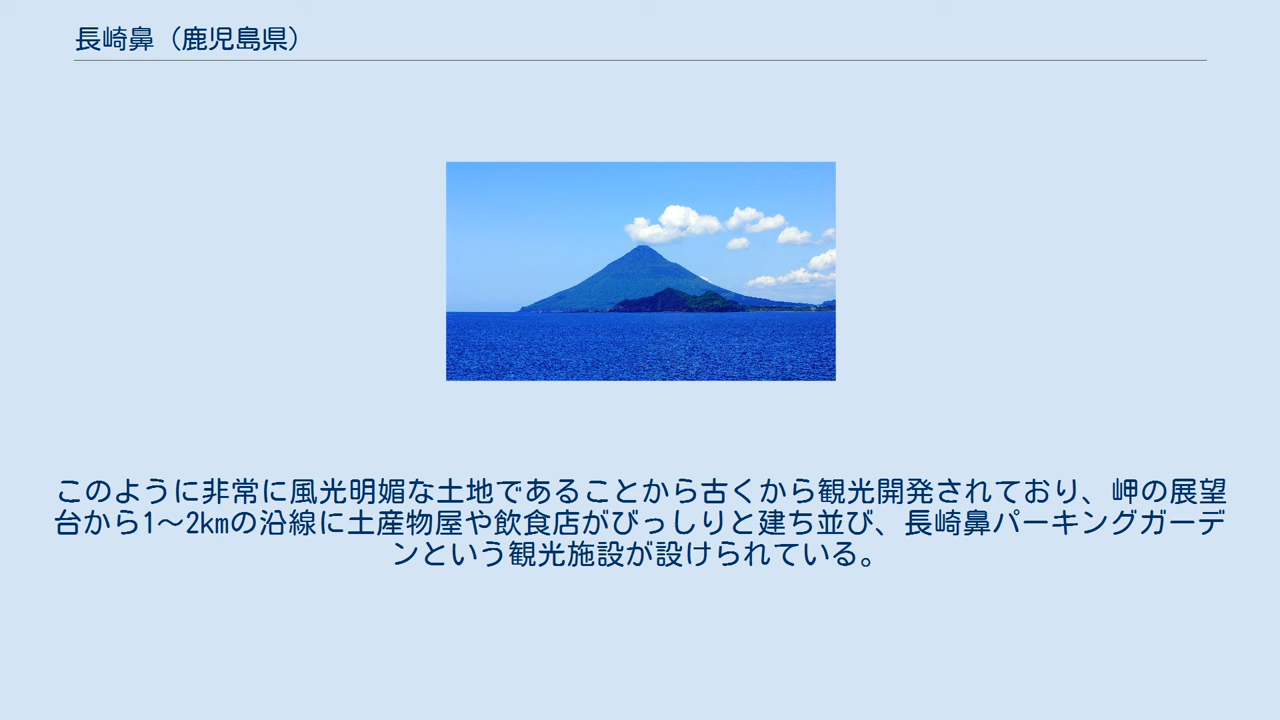 長崎鼻（鹿児島県）
このように非常に風光明媚な土地であることから古くから観光開発されており、岬の展望
台から1～2kmの沿線に土産物屋や飲食店がびっしりと建ち並び、長崎鼻パーキングガーデ
ンという観光施設が設けられている。